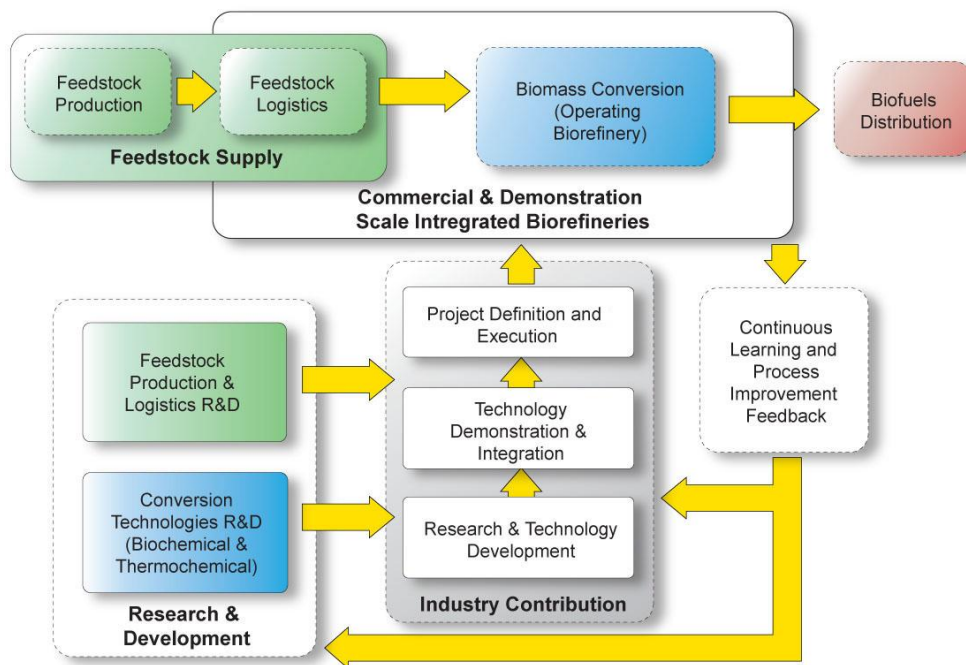 Feedstock
Production
Feedstock
Logistics
Feedstock Supply
Biomass Conversion
(Operating
Biorefinery)
Biofuels
Distribution
Commercial & Demonstration
Scale Intregrated Biorefineries
Project Definition and
Execution
Technology
Demonstration &
Integration
Research & Technology
Development
Industry Contribution
Feedstock
Production &
Logistics R&D
Conversion
Technologies R&D
(Biochemical &
Thermochemical)
Research &
Development
Continuous
Learning and
Process
Improvement
Feedback